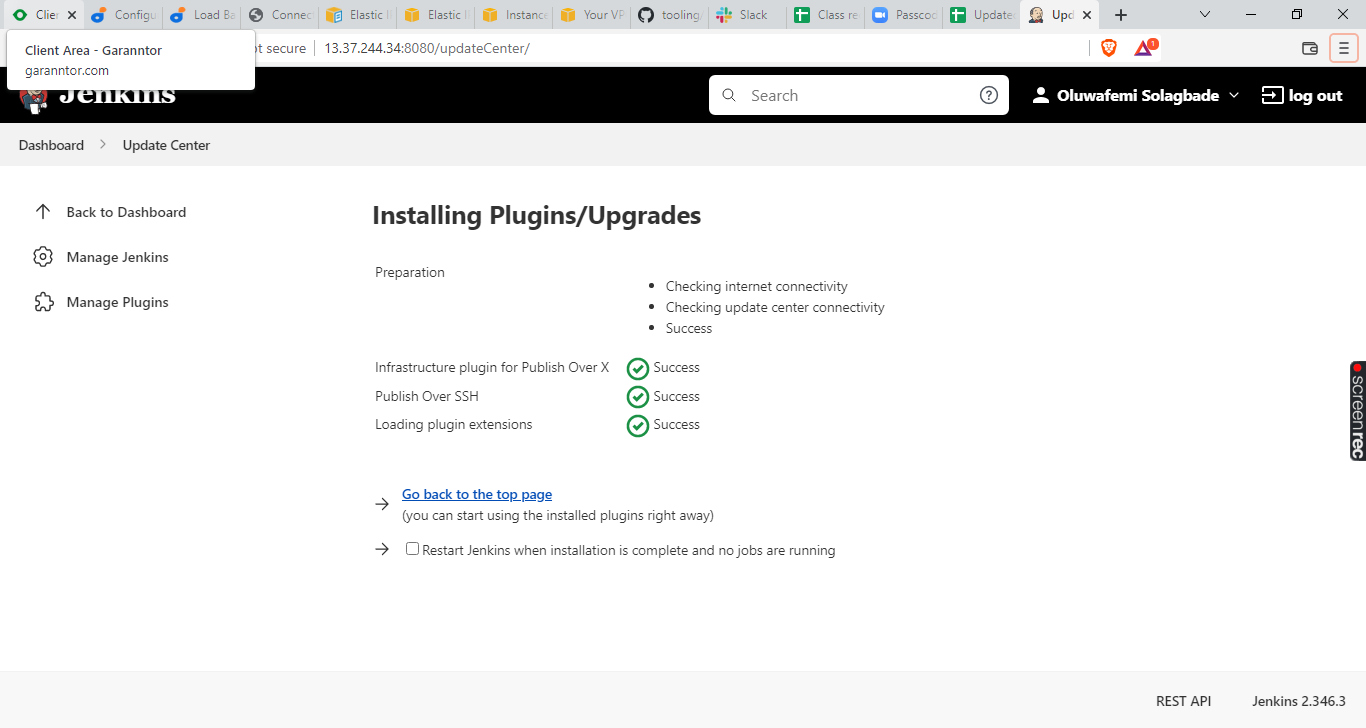 Clier
Configu
Load Ba
Connec
Elastic I
Elastic I
Instance
Your VP
tooling/
Slack
Class re
Passcod
Update
Upd
Client Area - Garanntor
garanntor.com
ot secure
13.37.244.34:8080/updateCenter/
1
Jenkins
Search
Oluwafemi Solagbade
log out
Dashboard
Update Center
Back to Dashboard
Manage Jenkins
Manage Plugins
Installing Plugins/Upgrades
Preparation
Checking internet connectivity
Checking update center connectivity
Success
Infrastructure plugin for Publish Over X Success
Publish Over SSH Success
Loading plugin extensions Success
Go back to the top page
(you can start using the installed plugins right away)
Restart Jenkins when installation is complete and no jobs are running
screenrec
REST API
Jenkins 2.346.3